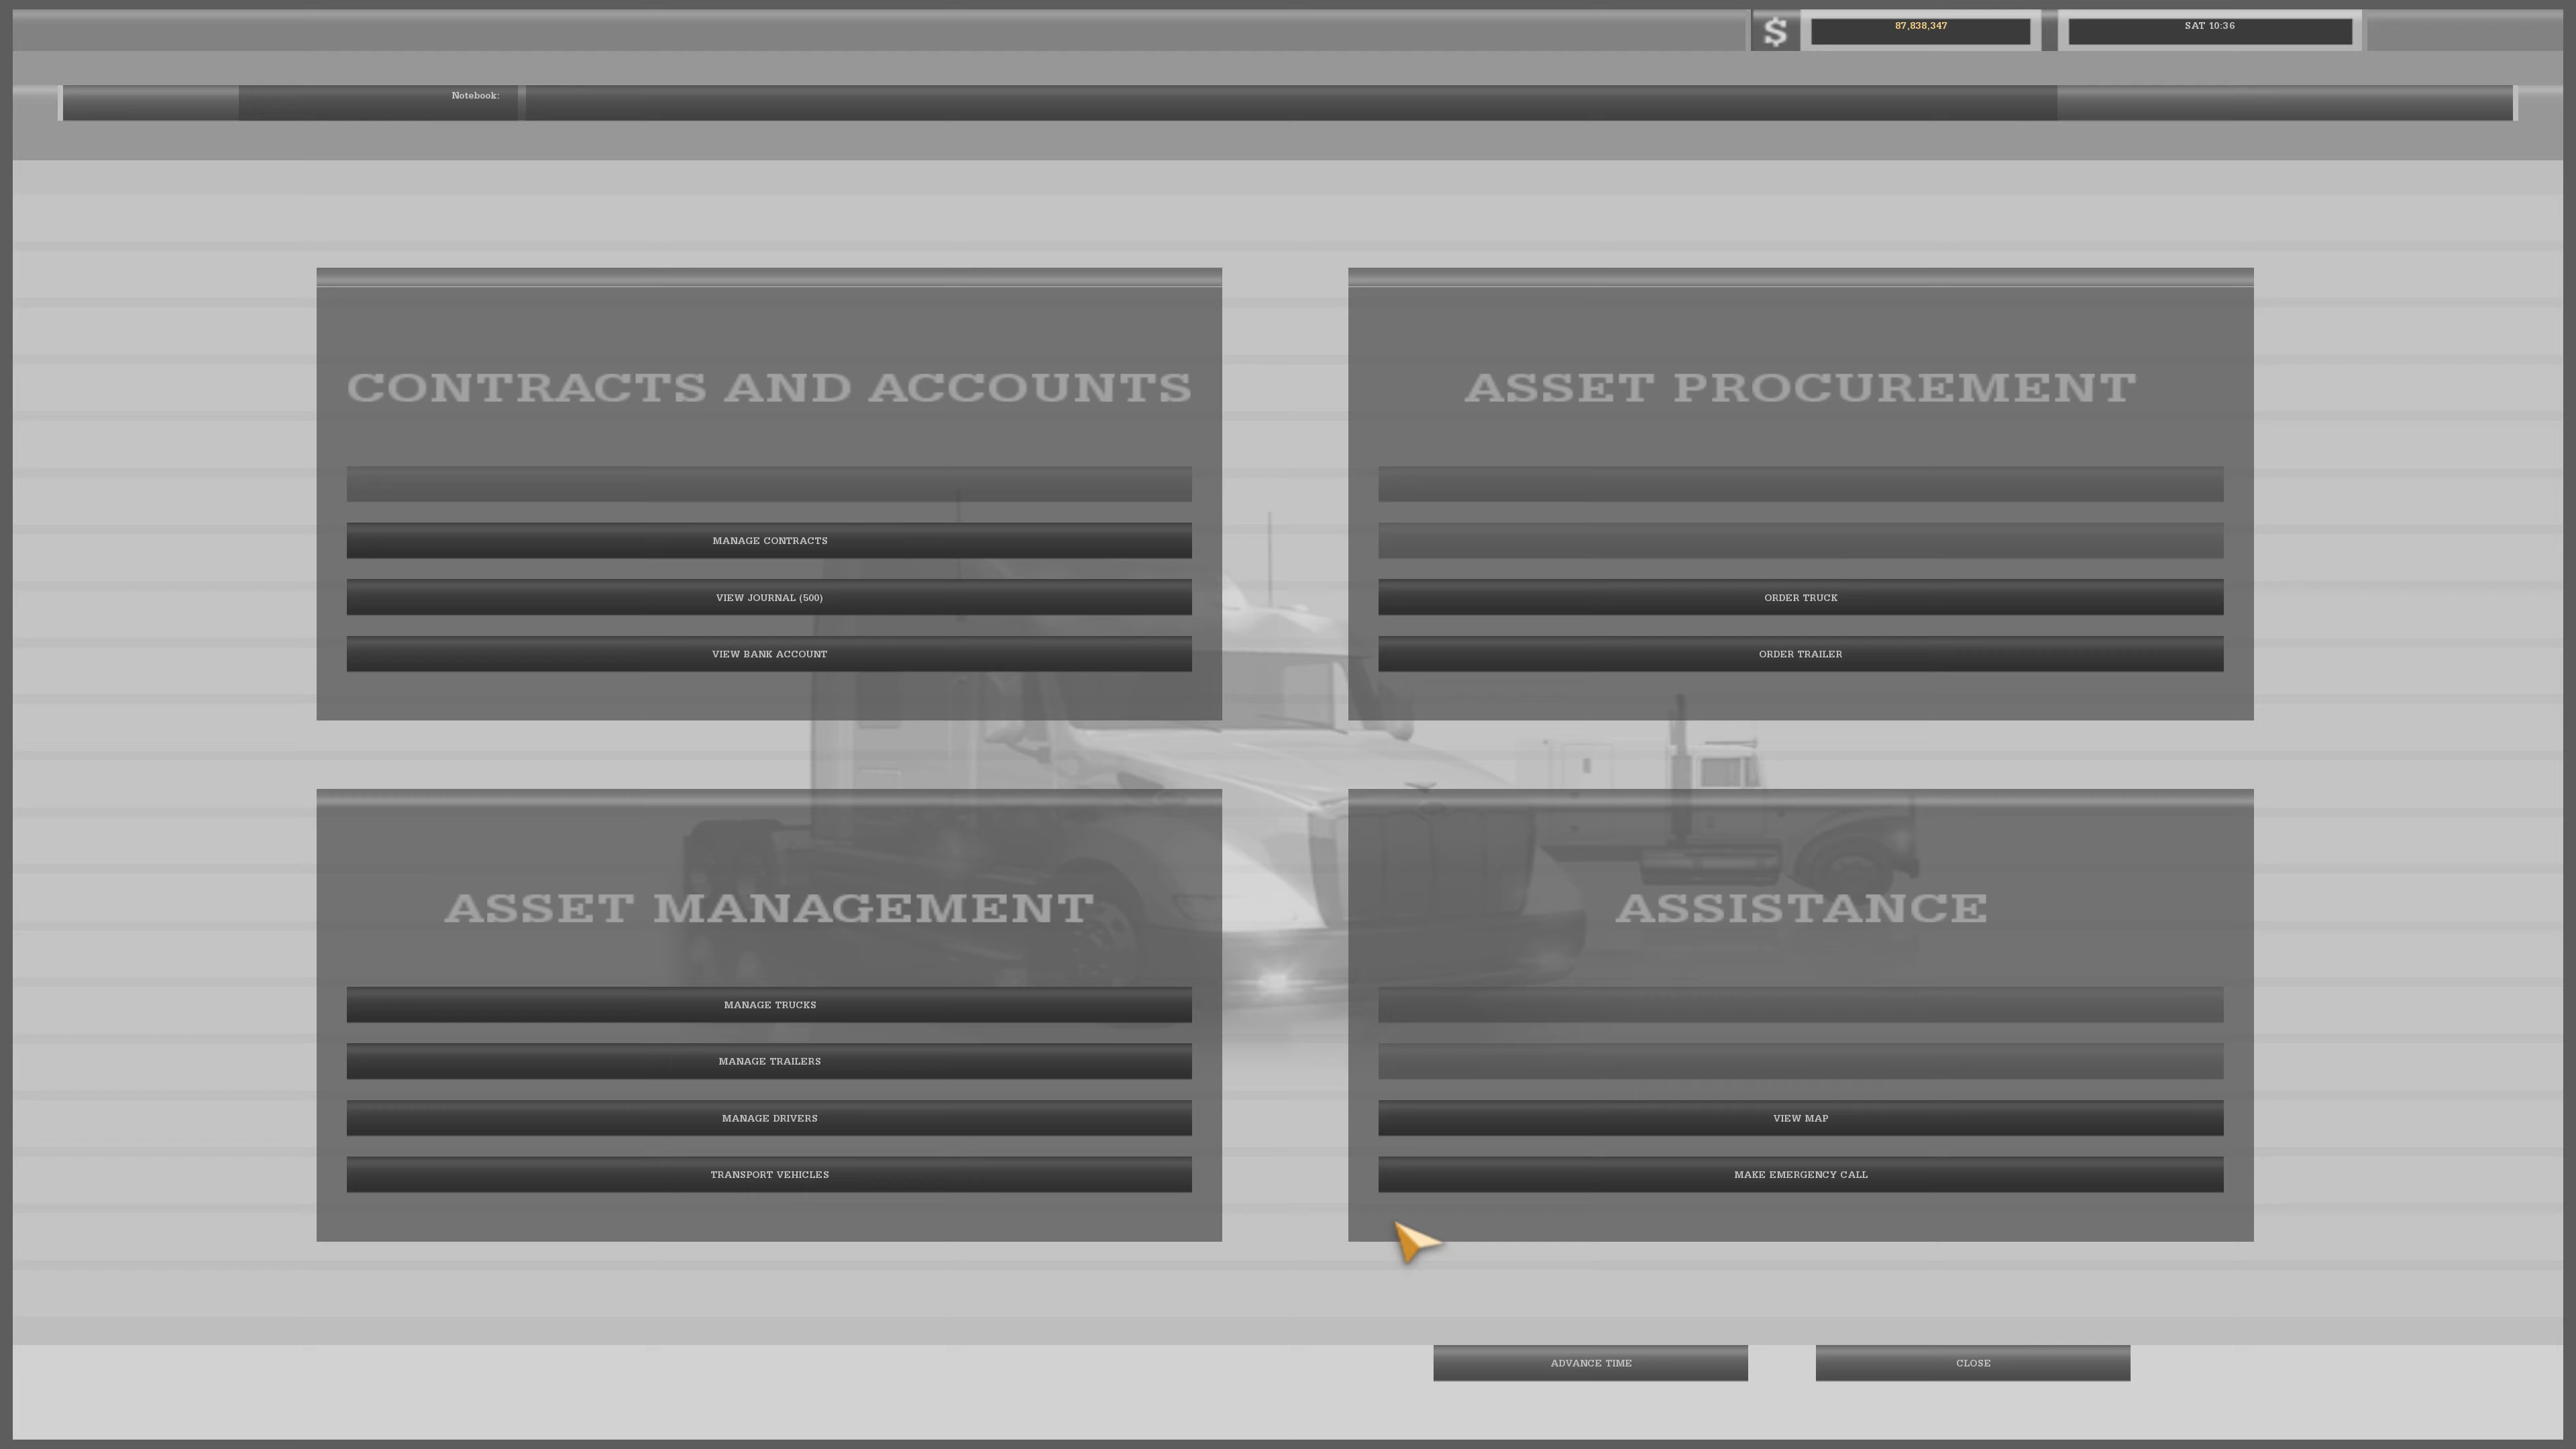 $ 87,838,347 SAT 10:36
Notebook:
CONTRACTS AND ACCOUNTS
MANAGE CONTRACTS
VIEW JOURNAL (500)
VIEW BANK ACCOUNT
ASSET PROCUREMENT
ORDER TRUCK
ORDER TRAILER
ASSET MANAGEMENT
MANAGE TRUCKS
MANAGE TRAILERS
MANAGE DRIVERS
TRANSPORT VEHICLES
ASSISTANCE
VIEW MAP
MAKE EMERGENCY CALL
ADVANCE TIME
CLOSE